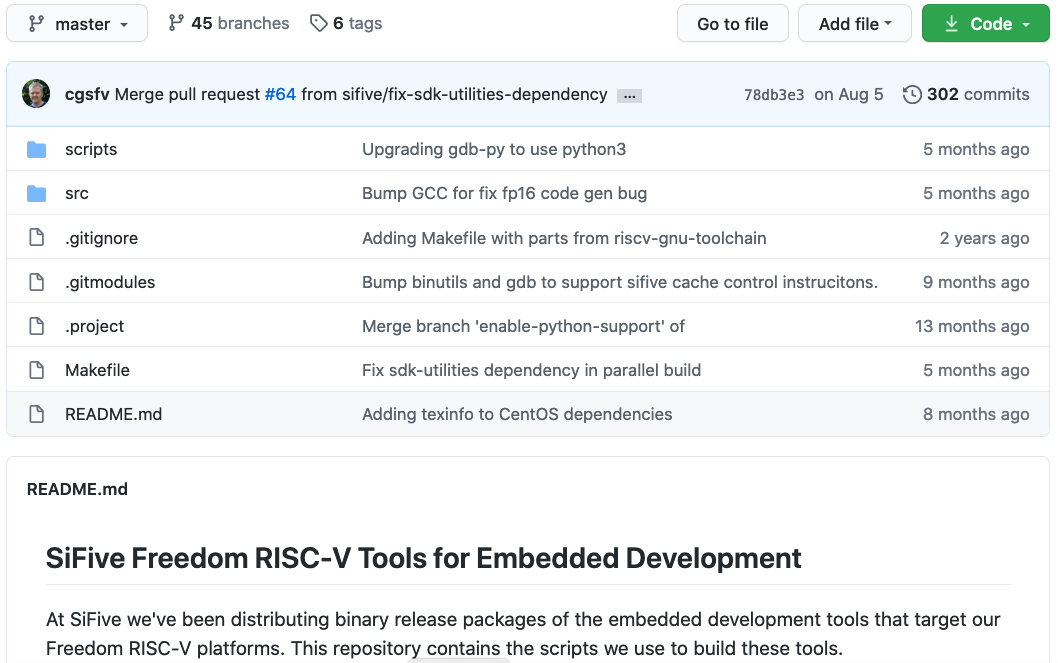 master 45 branches 6 tags Go to file Add file Code
cgsfv Merge pull request #64 from sifive/fix-sdk-utilities-dependency ... 78db3e3 on Aug 5 302 commits
scripts Upgrading gdb-py to use python3 5 months ago
src Bump GCC for fix fp16 code gen bug 5 months ago
.gitignore Adding Makefile with parts from riscv-gnu-toolchain 2 years ago
.gitmodules Bump binutils and gdb to support sifive cache control instrucitons. 9 months ago
.project Merge branch 'enable-python-support' of 13 months ago
Makefile Fix sdk-utilities dependency in parallel build 5 months ago
README.md Adding texinfo to CentOS dependencies 8 months ago
README.md
SiFive Freedom RISC-V Tools for Embedded Development
At SiFive we've been distributing binary release packages of the embedded development tools that target our
Freedom RISC-V platforms. This repository contains the scripts we use to build these tools.